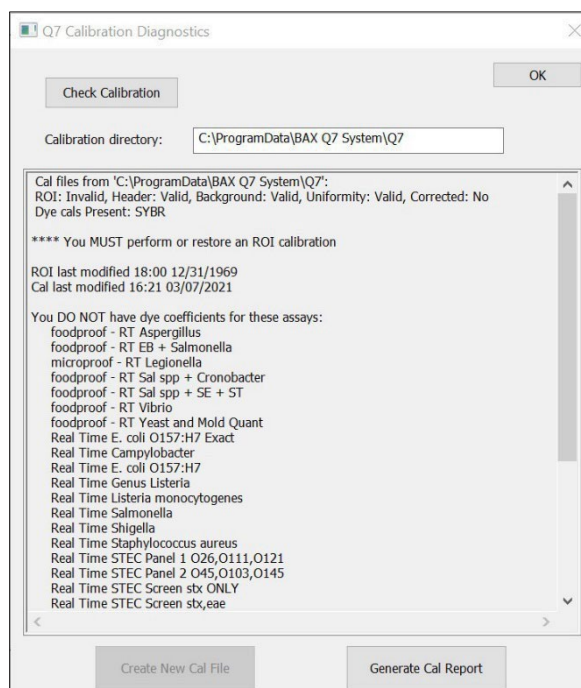 Q7 Calibration Diagnostics
OK
Check Calibration
Calibration directory:
C:\ProgramData\BAX Q7 System\Q7
Cal files from 'C:\ProgramData\BAX Q7 System\Q7':
ROI: Invalid, Header: Valid, Background: Valid, Uniformity: Valid, Corrected: No
Dye cals Present: SYBR
**** You MUST perform or restore an ROI calibration
ROI last modified 18:00 12/31/1969
Cal last modified 16:21 03/07/2021
You DO NOT have dye coefficients for these assays:
foodproof - RT Aspergillus
foodproof - RT EB + Salmonella
microproof - RT Legionella
foodproof - RT Sal spp + Cronobacter
foodproof - RT Sal spp + SE + ST
foodproof - RT Vibrio
foodproof - RT Yeast and Mold Quant
Real Time E. coli O157:H7 Exact
Real Time Campylobacter
Real Time E. coli O157:H7
Real Time Genus Listeria
Real Time Listeria monocytogenes
Real Time Salmonella
Real Time Shigella
Real Time Staphylococcus aureus
Real Time STEC Panel 1 O26,O111,O121
Real Time STEC Panel 2 O45,O103,O145
Real Time STEC Screen stx ONLY
Real Time STEC Screen stx,eae
Create New Cal File
Generate Cal Report